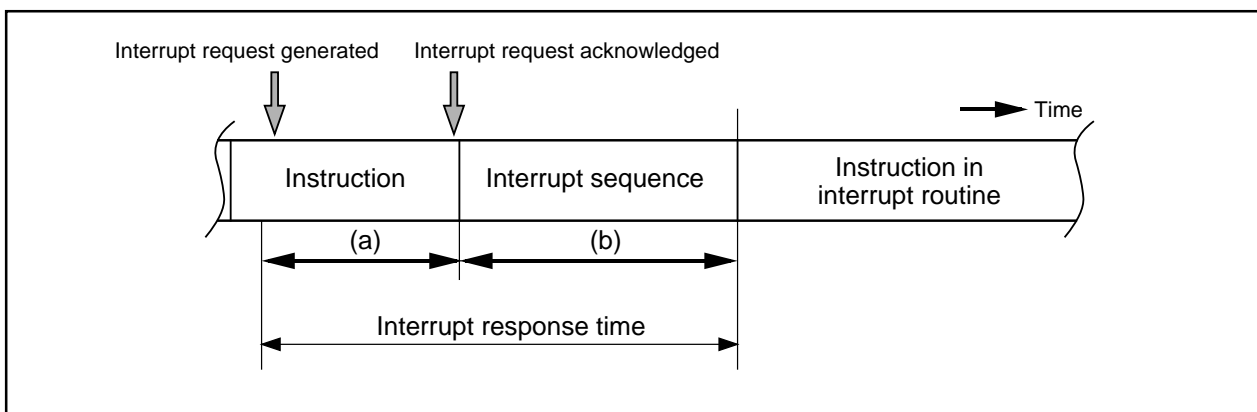 Interrupt request generated
Interrupt request acknowledged
Time
Instruction
Interrupt sequence
Instruction in
interrupt routine
(a)
(b)
Interrupt response time